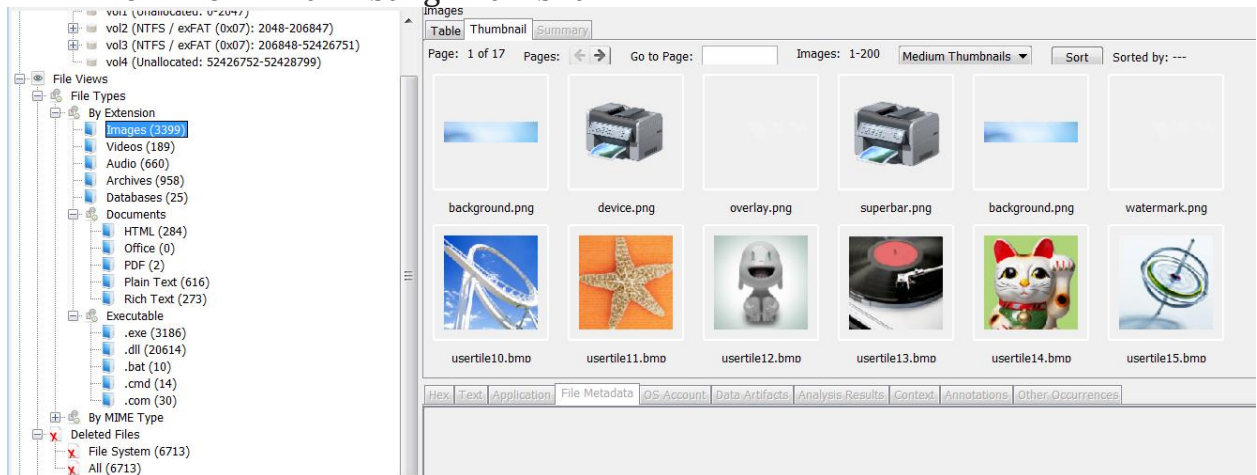 vol1 (Unallocated: 0-2047)
vol2 (NTFS / exFAT (0x07): 2048-206847)
vol3 (NTFS / exFAT (0x07): 206848-52426751)
vol4 (Unallocated: 52426752-52428799)
File Views
File Types
By Extension
Images (3399)
Videos (189)
Audio (660)
Archives (958)
Databases (25)
Documents
HTML (284)
Office (0)
PDF (2)
Plain Text (616)
Rich Text (273)
Executable
.exe (3186)
.dll (20614)
.bat (10)
.cmd (14)
.com (30)
By MIME Type
Deleted Files
File System (6713)
All (6713)
Images
Table Thumbnail Summary
Page: 1 of 17 Pages: Go to Page: Images: 1-200 Medium Thumbnails Sort Sorted by: ---
background.png device.png overlay.png superbar.png background.png watermark.png
usertile10.bmp usertile11.bmp usertile12.bmp usertile13.bmp usertile14.bmp usertile15.bmp
Hex Text Application File Metadata OS Account Data Artifacts Analysis Results Context Annotations Other Occurrences